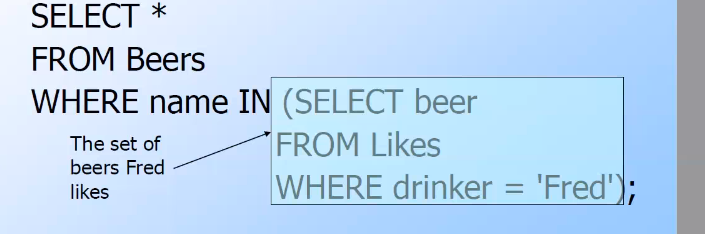 SELECT *
FROM Beers
WHERE name IN (SELECT beer
FROM Likes
WHERE drinker = 'Fred');
The set of
beers Fred
likes